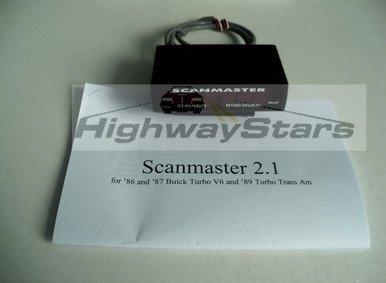 SCANMASTER
HighwayStars
Scanmaster 2.1
for '86 and '87 Buick Turbo V6 and '89 Turbo Trans Am